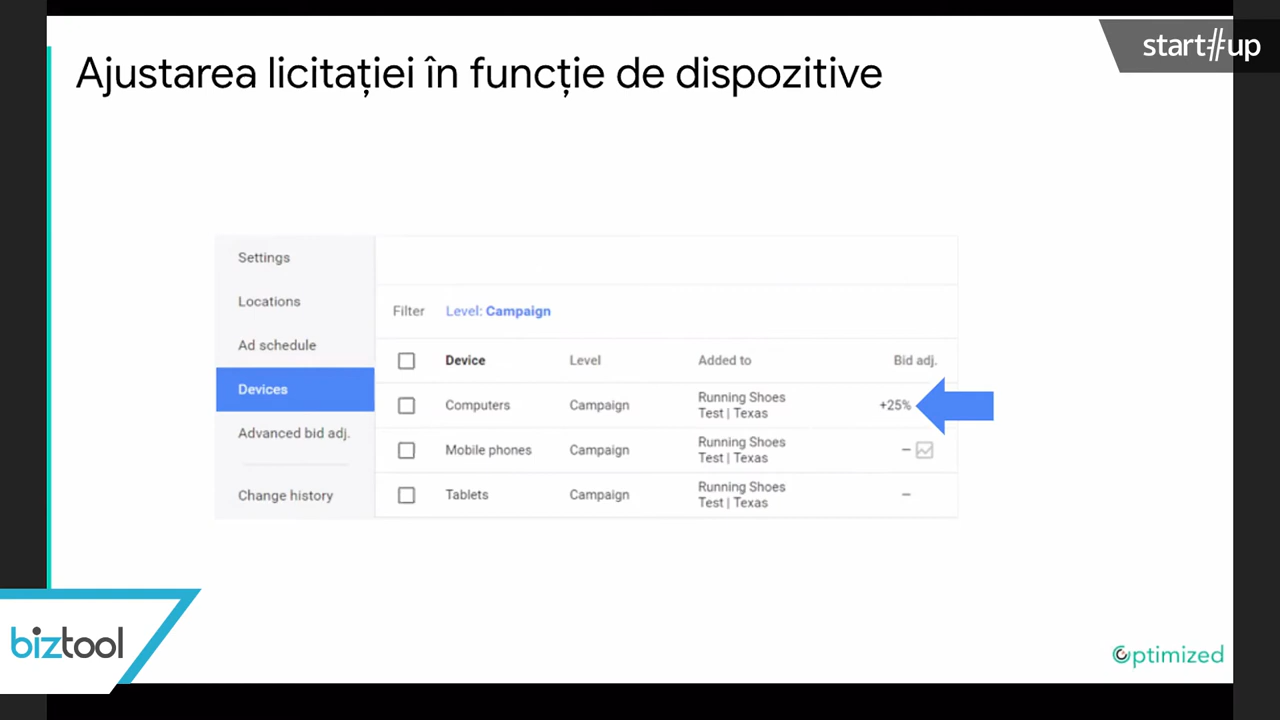 start#up
Ajustarea licitației în funcție de dispozitive
Settings
Locations
Ad schedule
Devices
Advanced bid adj.
Change history
Filter Level: Campaign
Device Level Added to Bid adj.
Computers Campaign Running Shoes +25%
Test | Texas
Mobile phones Campaign Running Shoes –
Test | Texas
Tablets Campaign Running Shoes –
Test | Texas
biztool
Optimized